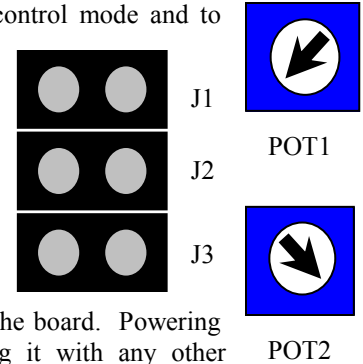 control mode and to
J1
POT1
J2
J3
he board. Powering
g it with any other
POT2